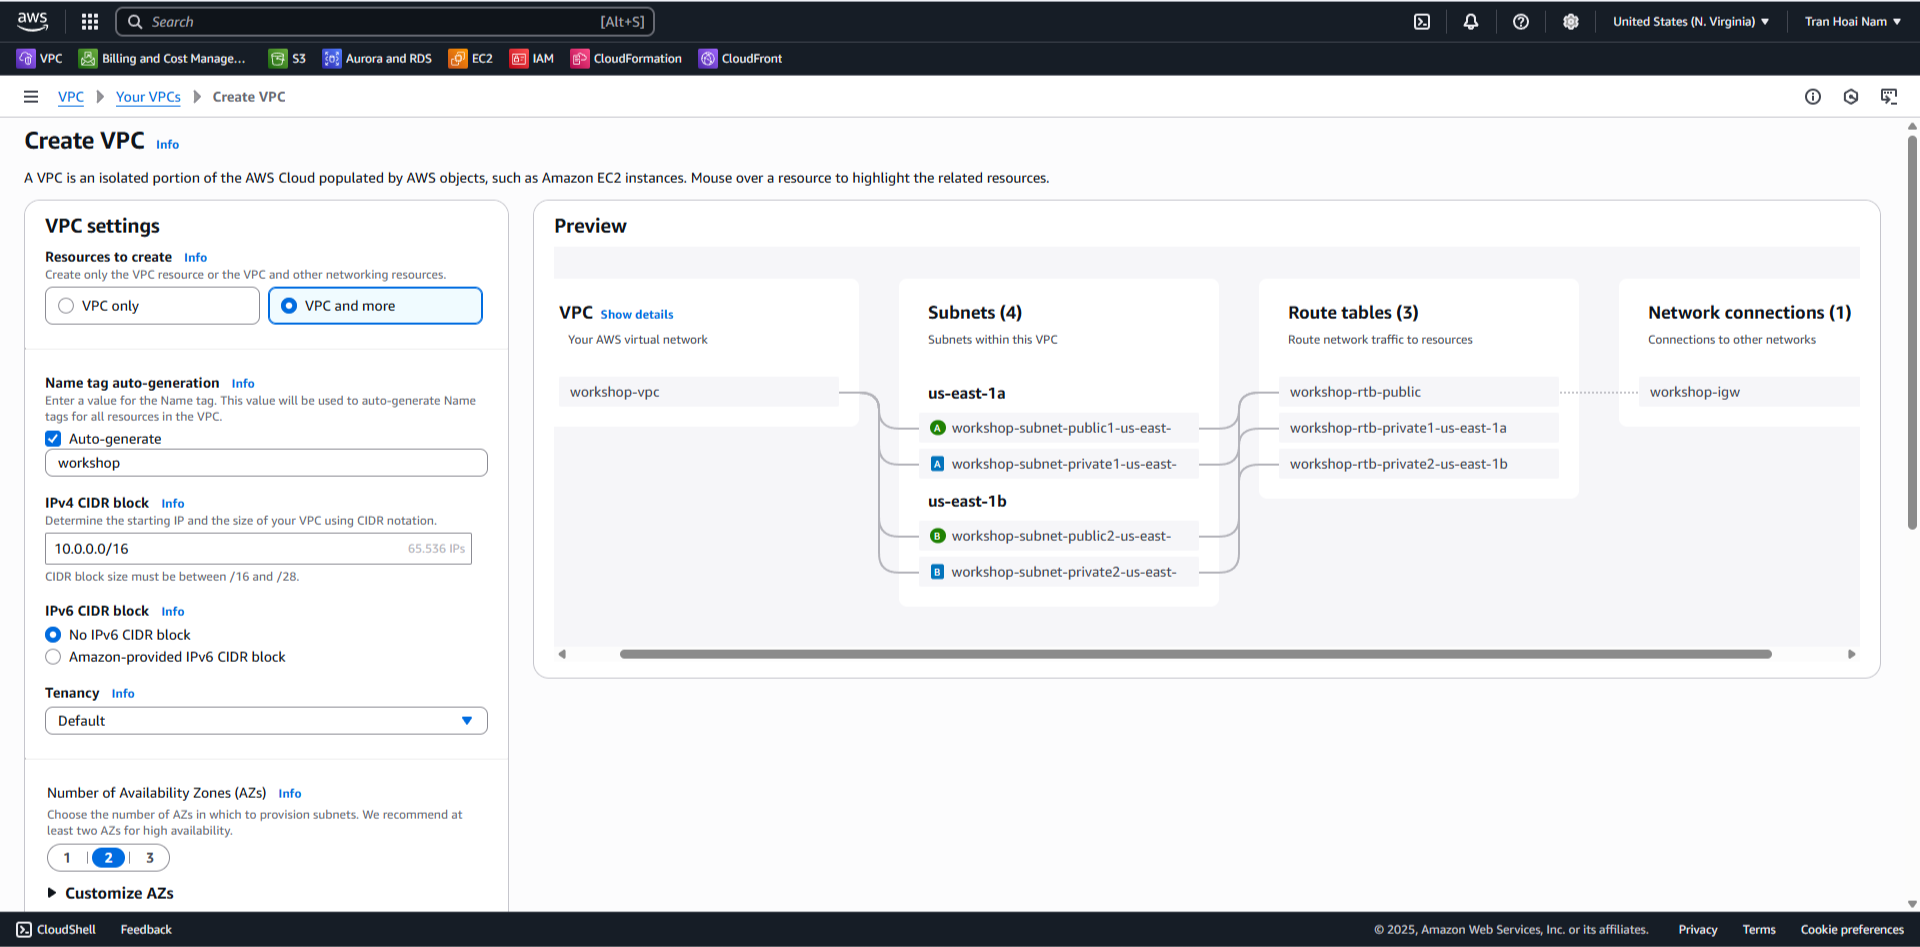 aws
Search [Alt+S]
United States (N. Virginia)
Tran Hoai Nam
VPC
Billing and Cost Manage...
S3
Aurora and RDS
EC2
IAM
CloudFormation
CloudFront
VPC Your VPCs Create VPC
Create VPC Info
A VPC is an isolated portion of the AWS Cloud populated by AWS objects, such as Amazon EC2 instances. Mouse over a resource to highlight the related resources.
VPC settings
Resources to create Info
Create only the VPC resource or the VPC and other networking resources.
VPC only
VPC and more
Name tag auto-generation Info
Enter a value for the Name tag. This value will be used to auto-generate Name
tags for all resources in the VPC.
Auto-generate
workshop
IPv4 CIDR block Info
Determine the starting IP and the size of your VPC using CIDR notation.
10.0.0.0/16 65.536 IPs
CIDR block size must be between /16 and /28.
IPv6 CIDR block Info
No IPv6 CIDR block
Amazon-provided IPv6 CIDR block
Tenancy Info
Default
Number of Availability Zones (AZs) Info
Choose the number of AZs in which to provision subnets. We recommend at
least two AZs for high availability.
1 2 3
Customize AZs
Preview
VPC Show details
Your AWS virtual network
workshop-vpc
Subnets (4)
Subnets within this VPC
us-east-1a
A workshop-subnet-public1-us-east-
A workshop-subnet-private1-us-east-
us-east-1b
B workshop-subnet-public2-us-east-
B workshop-subnet-private2-us-east-
Route tables (3)
Route network traffic to resources
workshop-rtb-public
workshop-rtb-private1-us-east-1a
workshop-rtb-private2-us-east-1b
Network connections (1)
Connections to other networks
workshop-igw
CloudShell
Feedback
© 2025, Amazon Web Services, Inc. or its affiliates.
Privacy
Terms
Cookie preferences